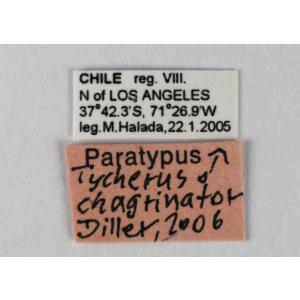 CHILE reg. VIII.
N of LOS ANGELES
37°42.3'S, 71°26.9'W
leg.M.Halada,22.1.2005
Paratypus ♂
Tycherus
chagrinator
Diller, 2006